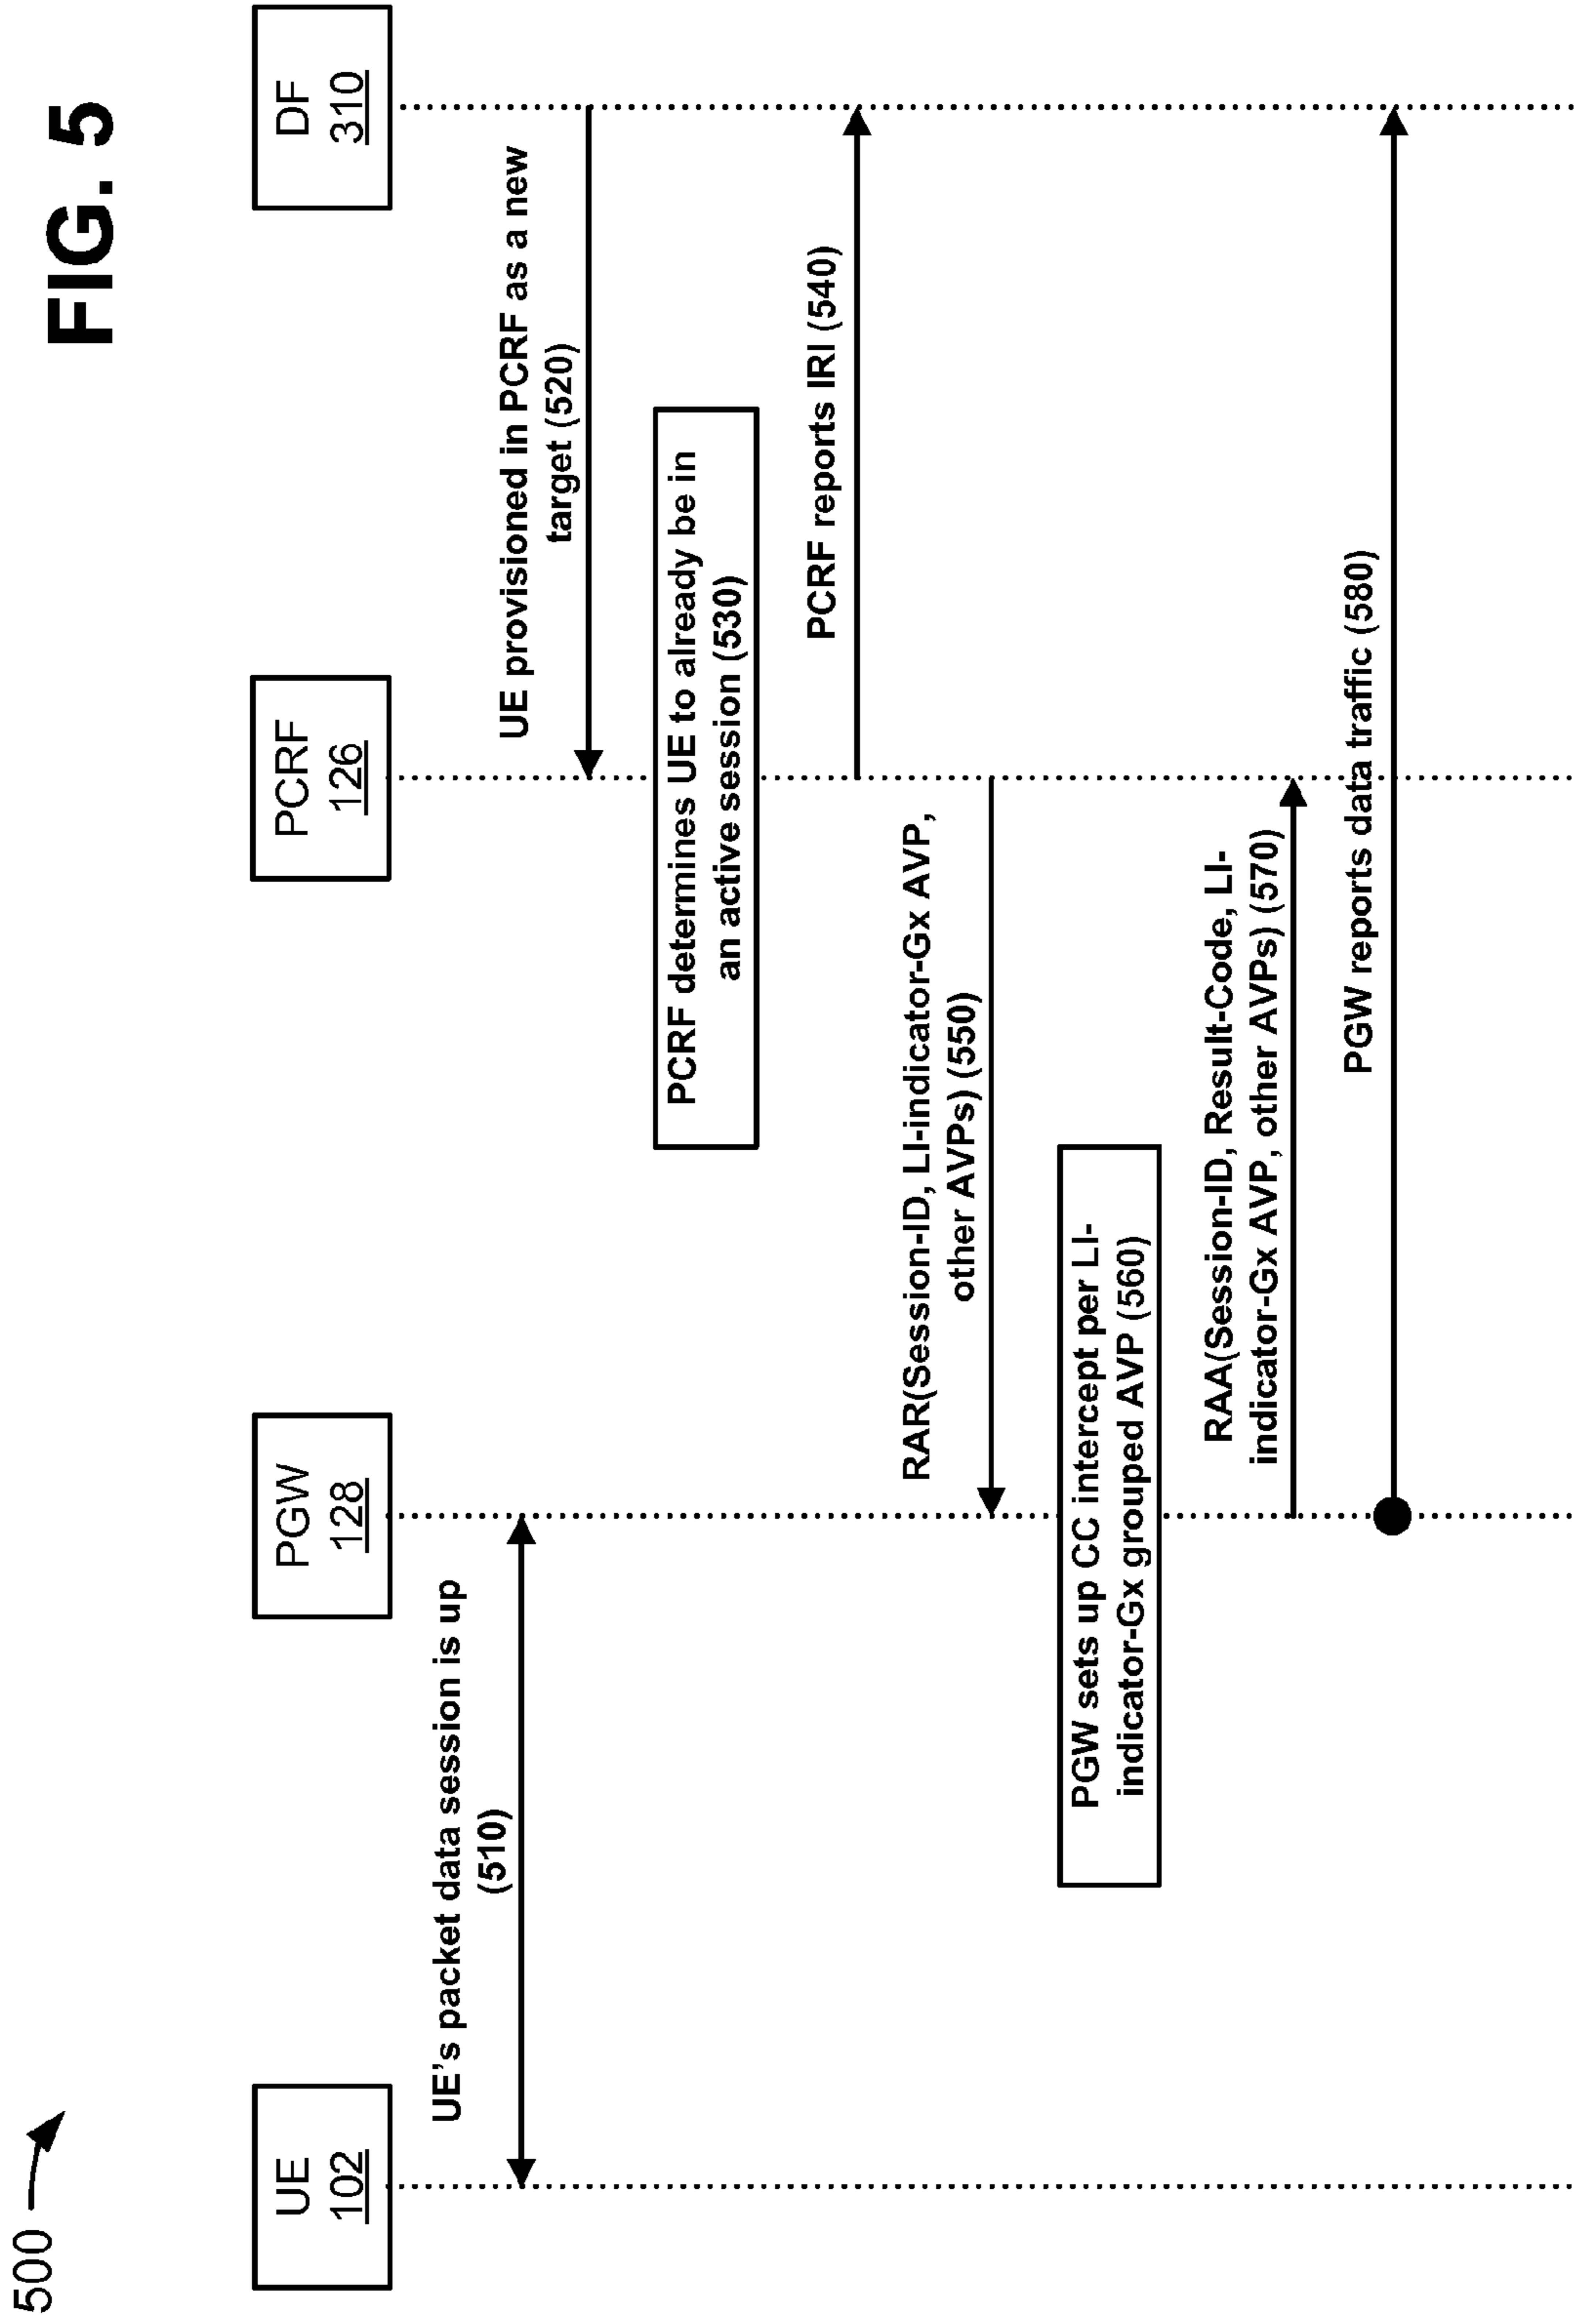 FIG. 5
500
UE
102
PGW
128
PCRF
126
DF
310
UE's packet data session is up
(510)
UE provisioned in PCRF as a new
target (520)
PCRF determines UE to already be in
an active session (530)
PCRF reports IRI (540)
RAR(Session-ID, LI-indicator-Gx AVP,
other AVPs) (550)
PGW sets up CC intercept per LI-
indicator-Gx grouped AVP (560)
RAA(Session-ID, Result-Code, LI-
indicator-Gx AVP, other AVPs) (570)
PGW reports data traffic (580)